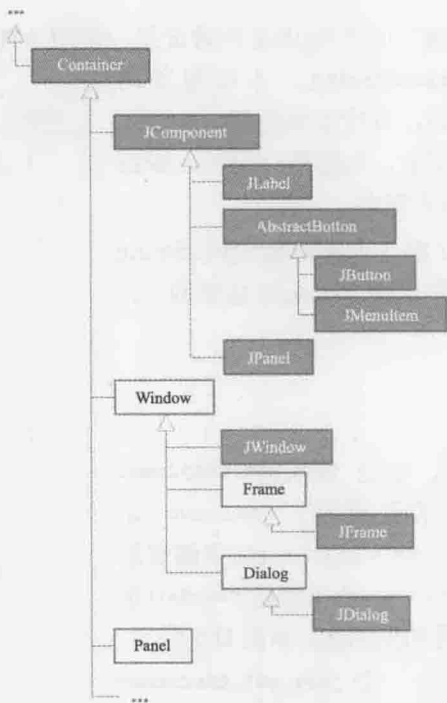 ...
Container
JComponent
JLabel
AbstractButton
JButton
JMenuItem
JPanel
Window
JWindow
Frame
JFrame
Dialog
JDialog
Panel
...